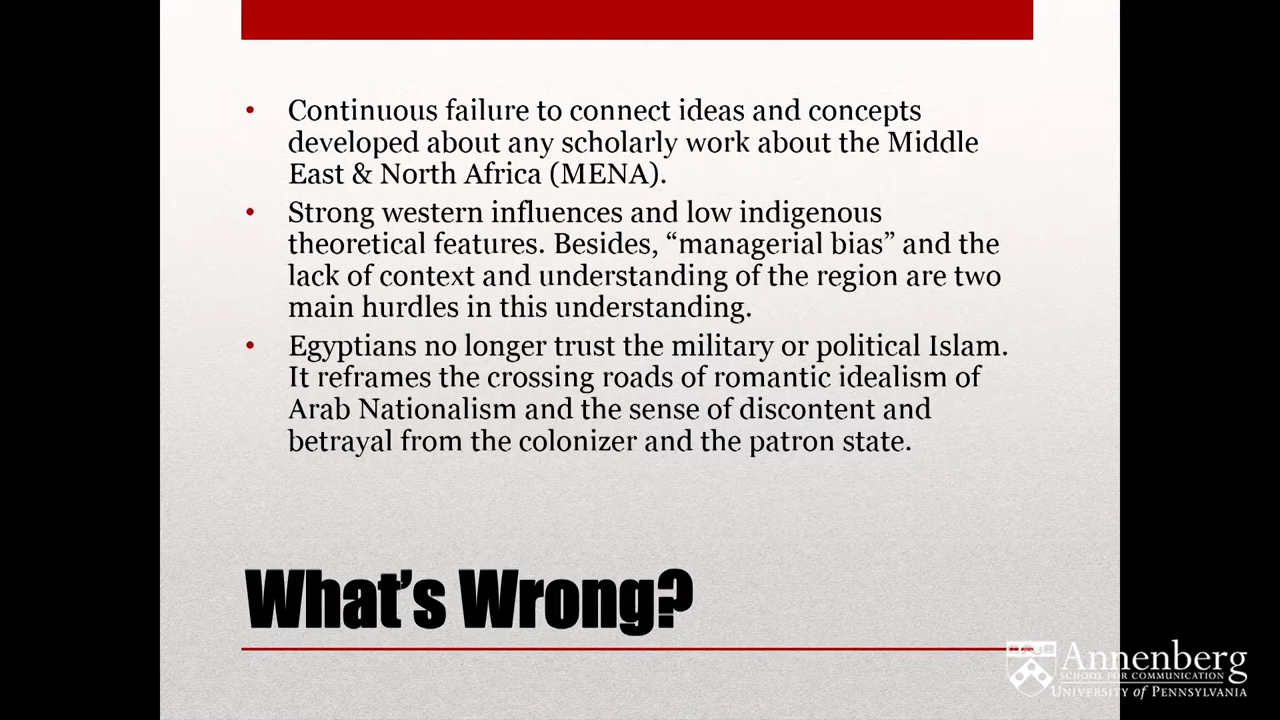 • Continuous failure to connect ideas and concepts
developed about any scholarly work about the Middle
East & North Africa (MENA).
• Strong western influences and low indigenous
theoretical features. Besides, “managerial bias” and the
lack of context and understanding of the region are two
main hurdles in this understanding.
• Egyptians no longer trust the military or political Islam.
It reframes the crossing roads of romantic idealism of
Arab Nationalism and the sense of discontent and
betrayal from the colonizer and the patron state.
What’s Wrong?
Annenberg
SCHOOL FOR COMMUNICATION
UNIVERSITY of PENNSYLVANIA